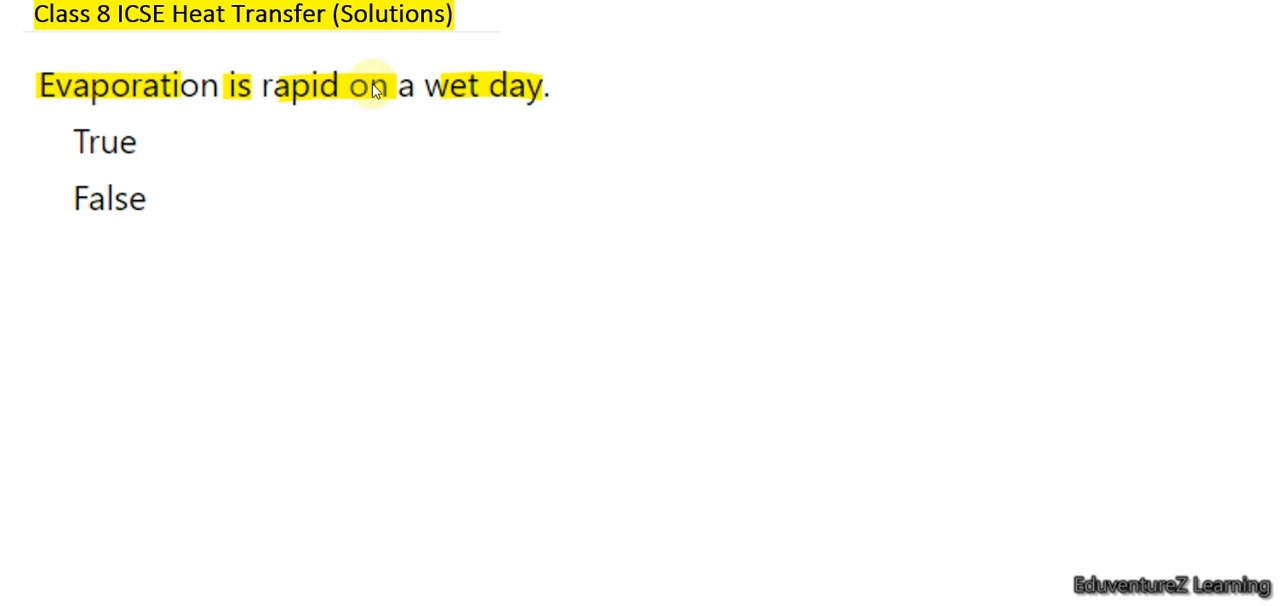 Class 8 ICSE Heat Transfer (Solutions)
Evaporation is rapid on a wet day.
True
False
EduventureZ Learning